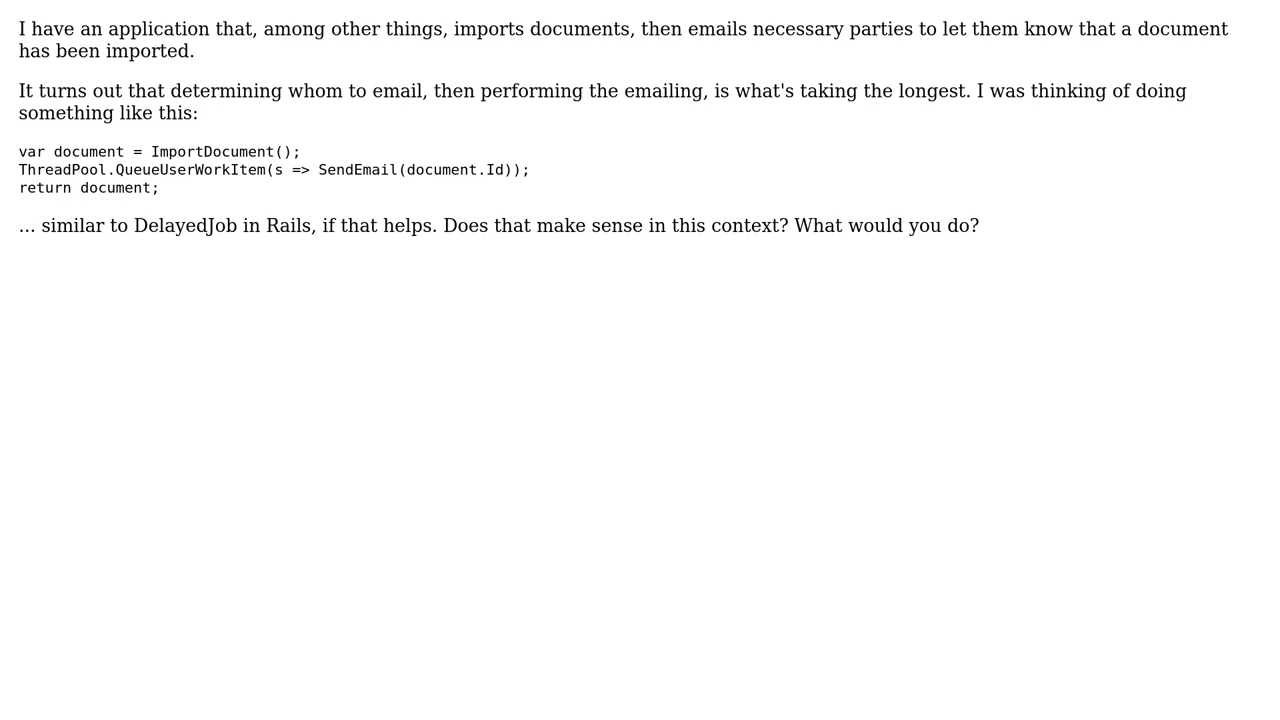 I have an application that, among other things, imports documents, then emails necessary parties to let them know that a document
has been imported.
It turns out that determining whom to email, then performing the emailing, is what's taking the longest. I was thinking of doing
something like this:
var document = ImportDocument();
ThreadPool.QueueUserWorkItem(s => SendEmail(document.Id));
return document;
... similar to DelayedJob in Rails, if that helps. Does that make sense in this context? What would you do?